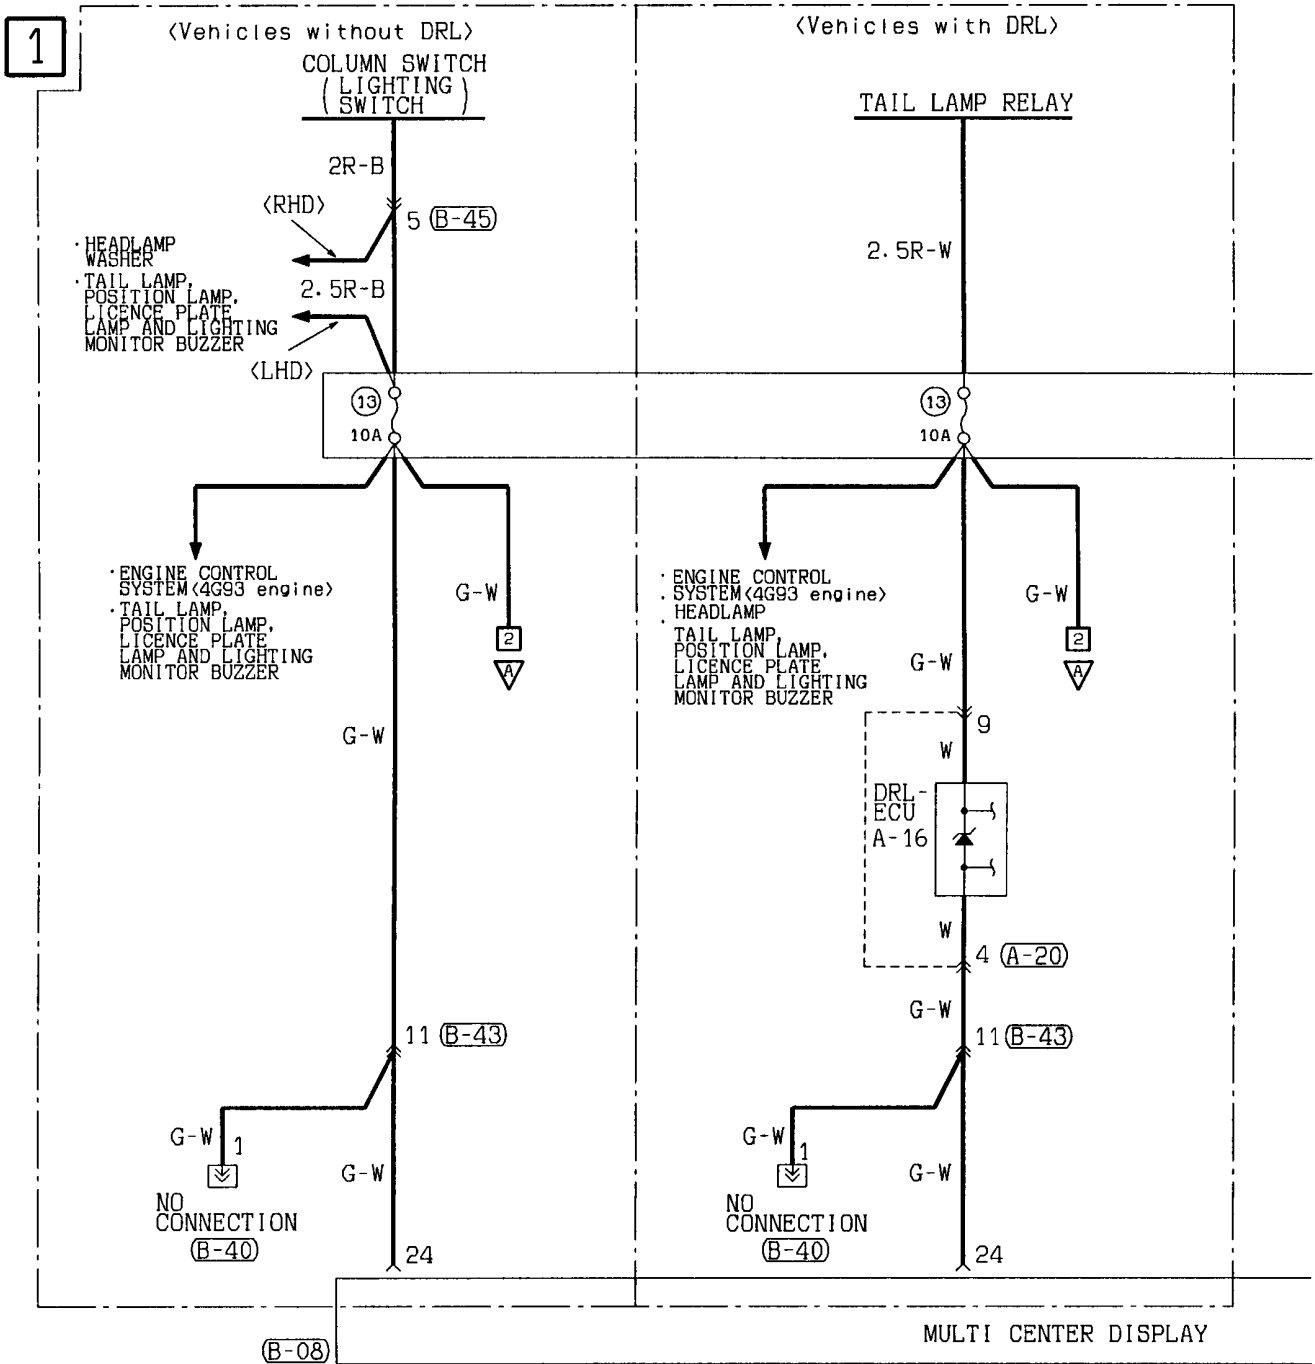 1
〈Vehicles without DRL〉
COLUMN SWITCH
( LIGHTING
SWITCH )
2R-B
〈RHD〉
5 (B-45)
· HEADLAMP
WASHER
· TAIL LAMP,
POSITION LAMP,
LICENCE PLATE
LAMP AND LIGHTING
MONITOR BUZZER
2.5R-B
〈LHD〉
13
10A
· ENGINE CONTROL
SYSTEM〈4G93 engine〉
· TAIL LAMP,
POSITION LAMP,
LICENCE PLATE
LAMP AND LIGHTING
MONITOR BUZZER
G-W
2
A
G-W
11 (B-43)
G-W
1
G-W
NO
CONNECTION
(B-40)
24
〈Vehicles with DRL〉
TAIL LAMP RELAY
2.5R-W
13
10A
· ENGINE CONTROL
· SYSTEM〈4G93 engine〉
HEADLAMP
·
TAIL LAMP,
POSITION LAMP,
LICENCE PLATE
LAMP AND LIGHTING
MONITOR BUZZER
G-W
2
A
G-W
9
W
DRL-
ECU
A-16
W
4 (A-20)
G-W
11 (B-43)
G-W
1
G-W
NO
CONNECTION
(B-40)
24
(B-08)
MULTI CENTER DISPLAY